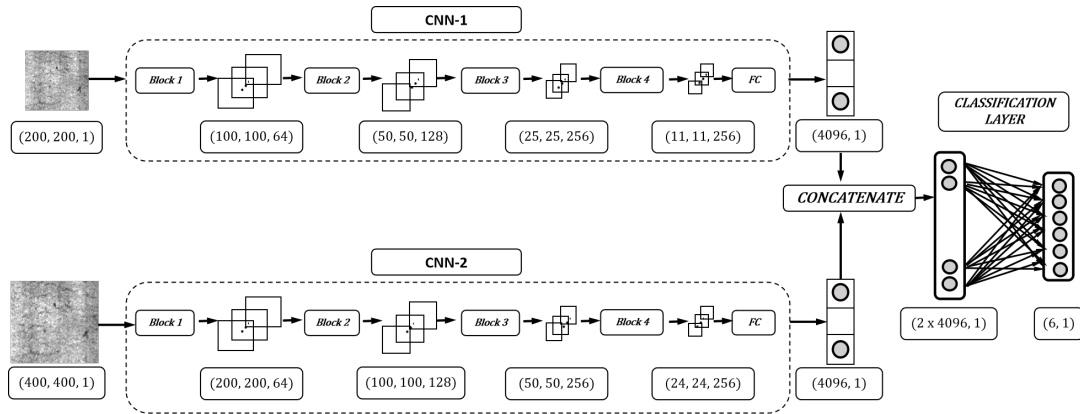 CNN-1
Block 1
Block 2
Block 3
Block 4
FC
(200, 200, 1)
(100, 100, 64)
(50, 50, 128)
(25, 25, 256)
(11, 11, 256)
(4096, 1)
CLASSIFICATION
LAYER
CONCATENATE
CNN-2
Block 1
Block 2
Block 3
Block 4
FC
(400, 400, 1)
(200, 200, 64)
(100, 100, 128)
(50, 50, 256)
(24, 24, 256)
(4096, 1)
(2 x 4096, 1)
(6, 1)